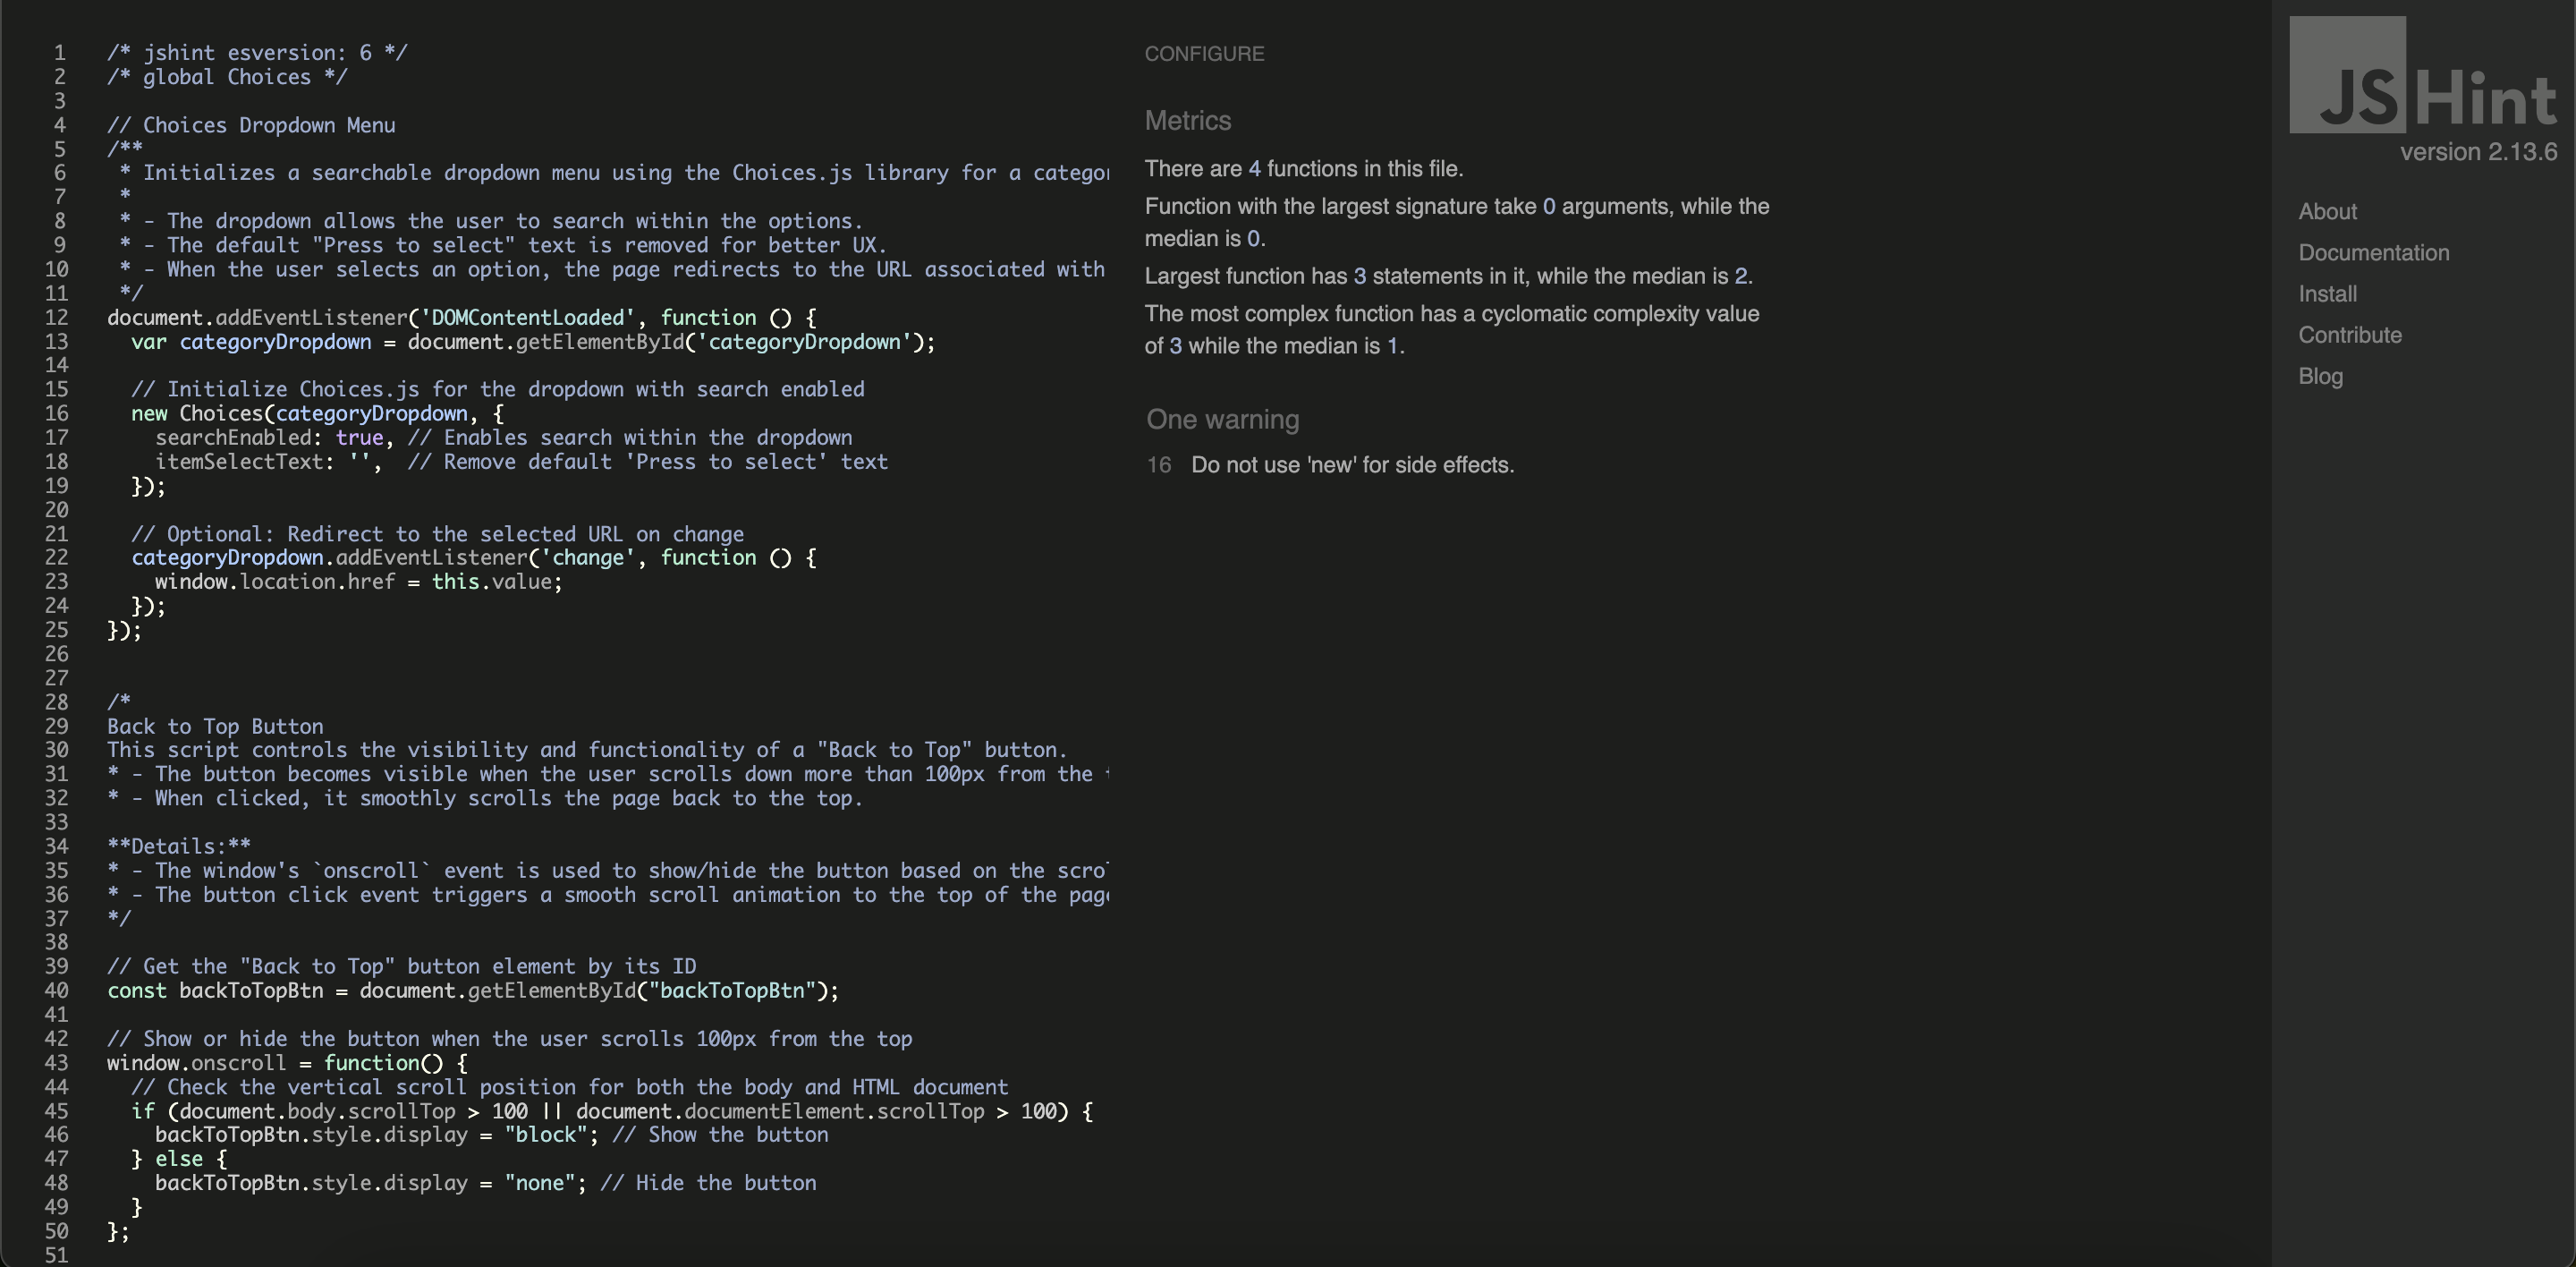 1 /* jshint esversion: 6 */
2 /* global Choices */
3
4 // Choices Dropdown Menu
5 /**
6 * Initializes a searchable dropdown menu using the Choices.js library for a
7 *
8 * - The dropdown allows the user to search within the options.
9 * - The default "Press to select" text is removed for better UX.
10 * - When the user selects an option, the page redirects to the URL associated with
11 */
12 document.addEventListener('DOMContentLoaded', function () {
13 var categoryDropdown = document.getElementById('categoryDropdown');
14
15 // Initialize Choices.js for the dropdown with search enabled
16 new Choices(categoryDropdown, {
17 searchEnabled: true, // Enables search within the dropdown
18 itemSelectText: '', // Remove default 'Press to select' text
19 });
20
21 // Optional: Redirect to the selected URL on change
22 categoryDropdown.addEventListener('change', function () {
23 window.location.href = this.value;
24 });
25 });
26
27
28 /*
29 Back to Top Button
30 This script controls the visibility and functionality of a "Back to Top" button.
31 * - The button becomes visible when the user scrolls down more than 100px from the
32 * - When clicked, it smoothly scrolls the page back to the top.
33
34 **Details:**
35 * - The window's `onscroll` event is used to show/hide the button based on the
36 * - The button click event triggers a smooth scroll animation to the top of the
37 */
38
39 // Get the "Back to Top" button element by its ID
40 const backToTopBtn = document.getElementById("backToTopBtn");
41
42 // Show or hide the button when the user scrolls 100px from the top
43 window.onscroll = function() {
44 // Check the vertical scroll position for both the body and HTML document
45 if (document.body.scrollTop > 100 || document.documentElement.scrollTop > 100) {
46 backToTopBtn.style.display = "block"; // Show the button
47 } else {
48 backToTopBtn.style.display = "none"; // Hide the button
49 }
50 };
51
CONFIGURE
Metrics
There are 4 functions in this file.
Function with the largest signature take 0 arguments, while the
median is 0.
Largest function has 3 statements in it, while the median is 2.
The most complex function has a cyclomatic complexity value
of 3 while the median is 1.
One warning
16 Do not use 'new' for side effects.
JSHint
version 2.13.6
About
Documentation
Install
Contribute
Blog